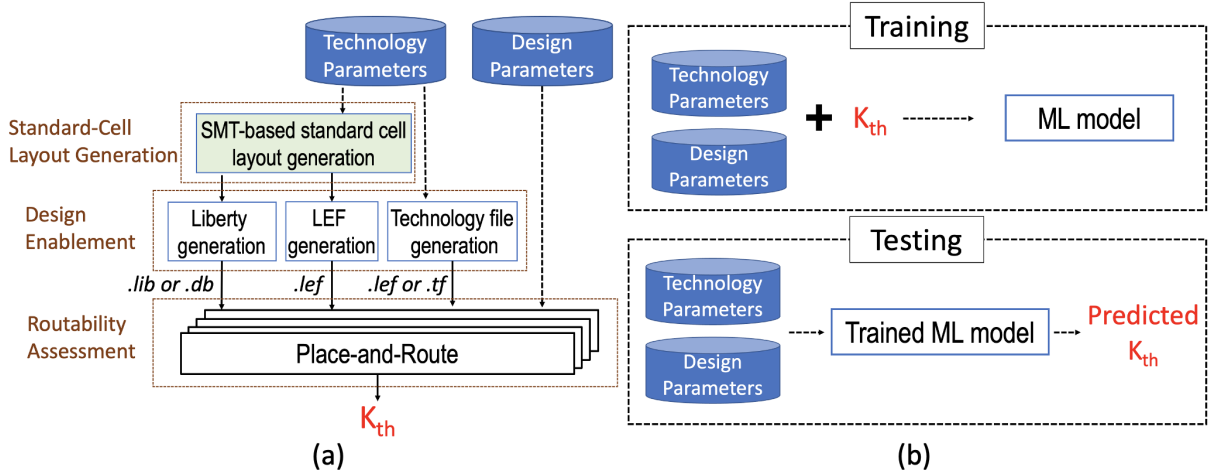 Technology
Parameters
Design
Parameters
Standard-Cell
Layout Generation
SMT-based standard cell
layout generation
Design
Enablement
Liberty
generation
LEF
generation
Technology file
generation
.lib or .db
.lef
.lef or .tf
Routability
Assessment
Place-and-Route
Kth
(a)
Training
Technology
Parameters
Design
Parameters
+
Kth
ML model
Testing
Technology
Parameters
Design
Parameters
Trained ML model
Predicted
Kth
(b)